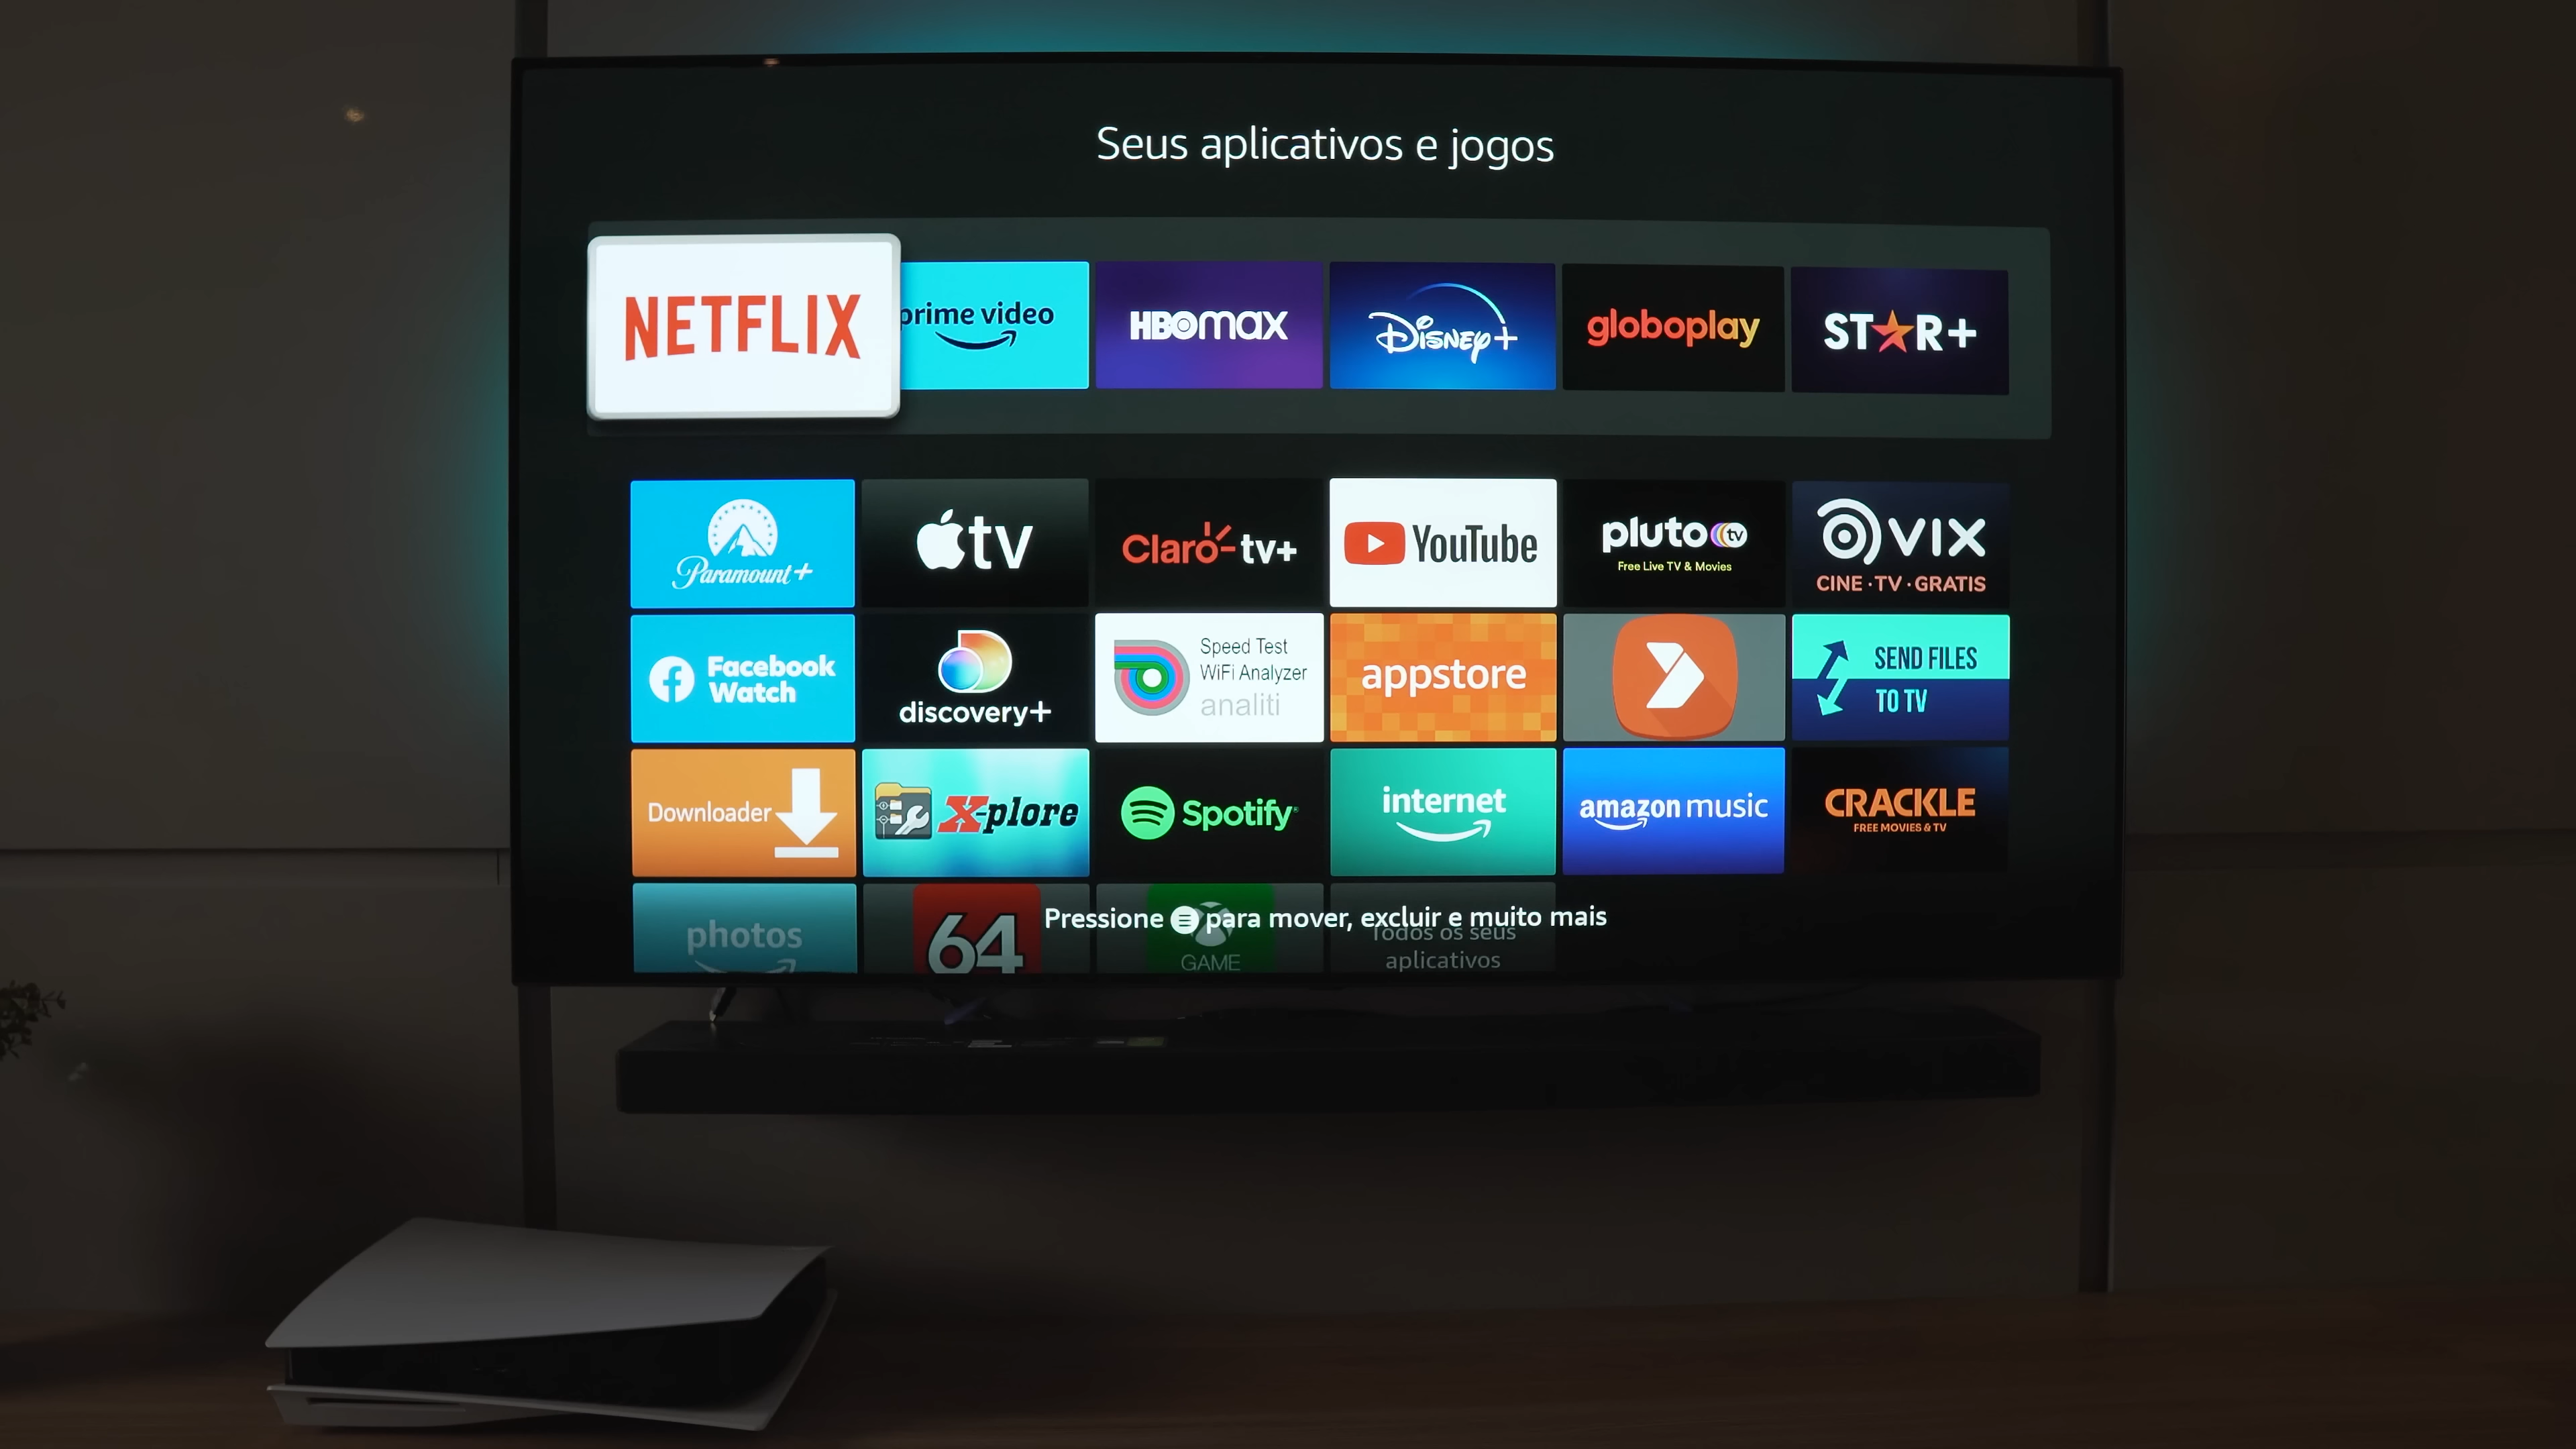 Seus aplicativos e jogos
NETFLIX
prime video
HBOMAX
Disney+
globoplay
ST★R+
Paramount+
tv
Claro tv+
YouTube
pluto tv
Free Live TV & Movies
VIX
CINE · TV · GRATIS
Facebook
Watch
discovery+
Speed Test
WiFi Analyzer
analiti
appstore
SEND FILES
TO TV
Downloader
X-plore
Spotify
internet
amazon music
CRACKLE
FREE MOVIES & TV
Pressione para mover, excluir e muito mais
photos
64
GAME
Todos os seus
aplicativos